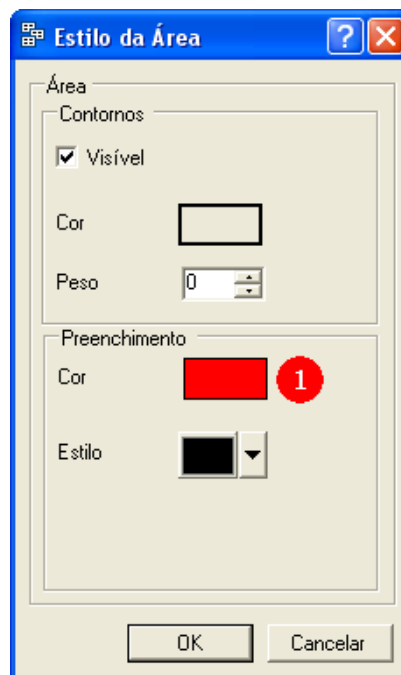 Estilo da Área
?
Área
Contornos
Visível
Cor
Peso 0
Preenchimento
Cor 1
Estilo
OK Cancelar